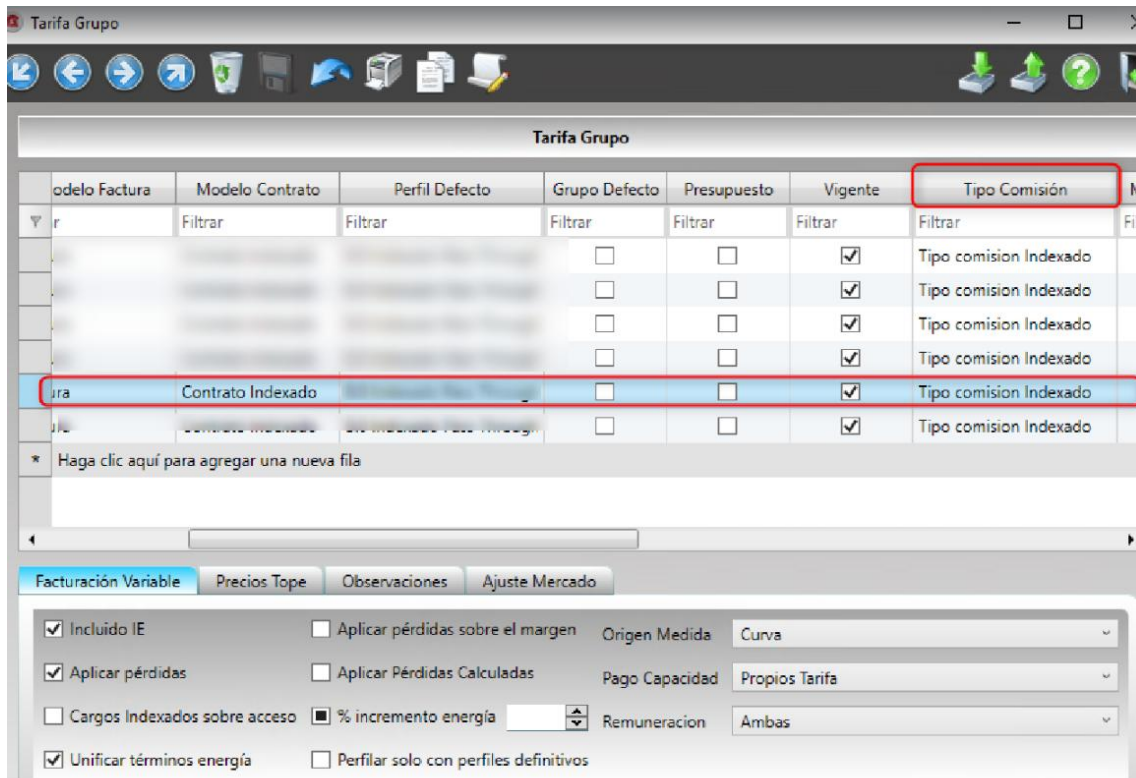 Tarifa Grupo
Tarifa Grupo
odelo Factura Modelo Contrato Perfil Defecto Grupo Defecto Presupuesto Vigente Tipo Comisión
r Filtrar Filtrar Filtrar Filtrar Filtrar Filtrar Fi
Tipo comision Indexado
Tipo comision Indexado
Tipo comision Indexado
Tipo comision Indexado
ura Contrato Indexado Tipo comision Indexado
Tipo comision Indexado
* Haga clic aquí para agregar una nueva fila
Facturación Variable Precios Tope Observaciones Ajuste Mercado
Incluido IE Aplicar pérdidas sobre el margen Origen Medida Curva
Aplicar pérdidas Aplicar Pérdidas Calculadas Pago Capacidad Propios Tarifa
Cargos Indexados sobre acceso % incremento energía Remuneracion Ambas
Unificar términos energía Perfilar solo con perfiles definitivos